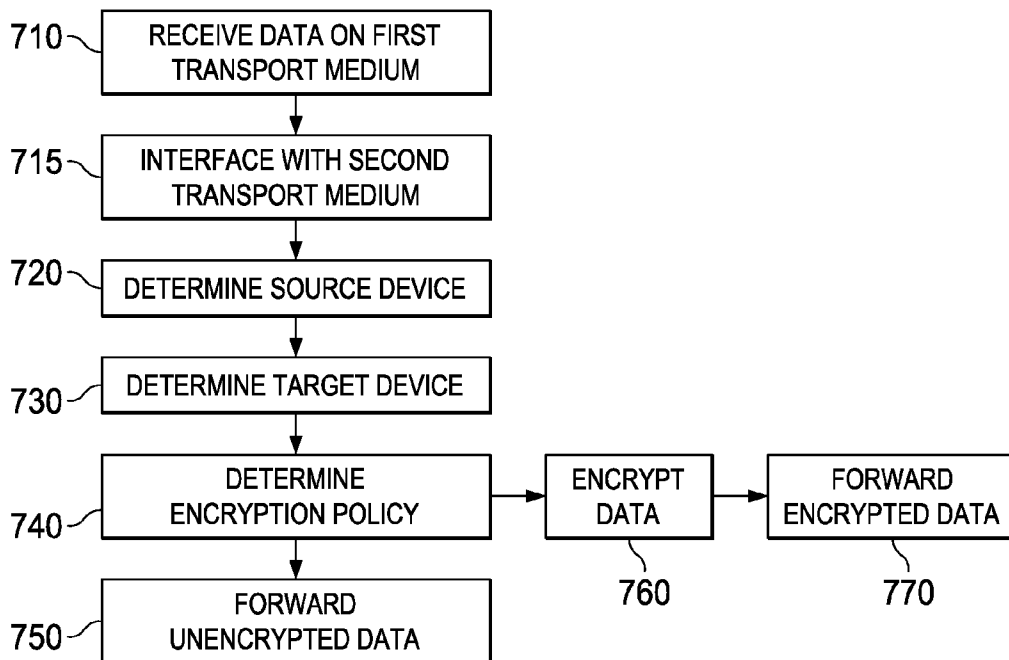 710
RECEIVE DATA ON FIRST
TRANSPORT MEDIUM
715
INTERFACE WITH SECOND
TRANSPORT MEDIUM
720
DETERMINE SOURCE DEVICE
730
DETERMINE TARGET DEVICE
740
DETERMINE
ENCRYPTION POLICY
ENCRYPT
DATA
760
FORWARD
ENCRYPTED DATA
770
750
FORWARD
UNENCRYPTED DATA